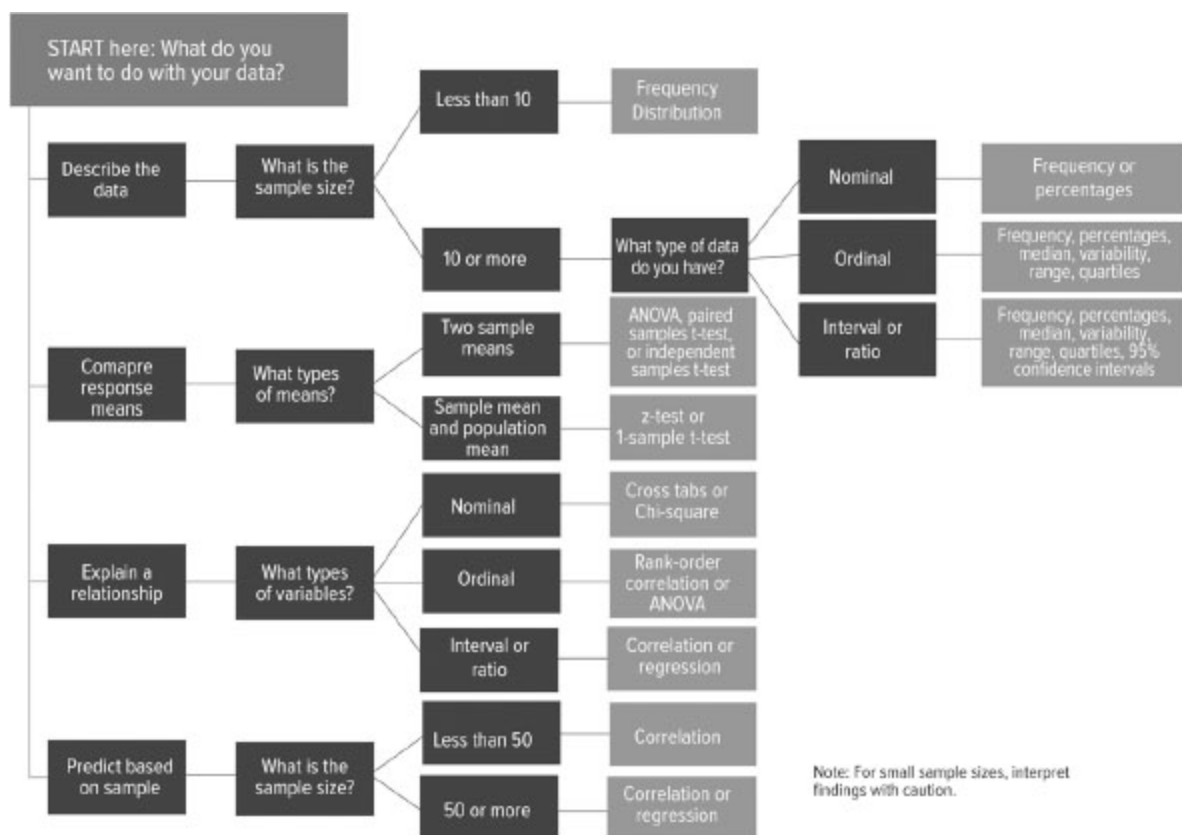 START here: What do you
want to do with your data?
Describe the
data
What is the
sample size?
Less than 10
Frequency
Distribution
10 or more
What type of data
do you have?
Nominal
Frequency or
percentages
Ordinal
Frequency, percentages,
median, variability,
range, quartiles
Interval or
ratio
Frequency, percentages,
median, variability,
range, quartiles, 95%
confidence intervals
Comapre
response
means
What types
of means?
Two sample
means
ANOVA, paired
samples t-test,
or independent
samples t-test
Sample mean
and population
mean
z-test or
1-sample t-test
Explain a
relationship
What types
of variables?
Nominal
Cross tabs or
Chi-square
Ordinal
Rank-order
correlation or
ANOVA
Interval or
ratio
Correlation or
regression
Predict based
on sample
What is the
sample size?
Less than 50
Correlation
50 or more
Correlation or
regression
Note: For small sample sizes, interpret
findings with caution.